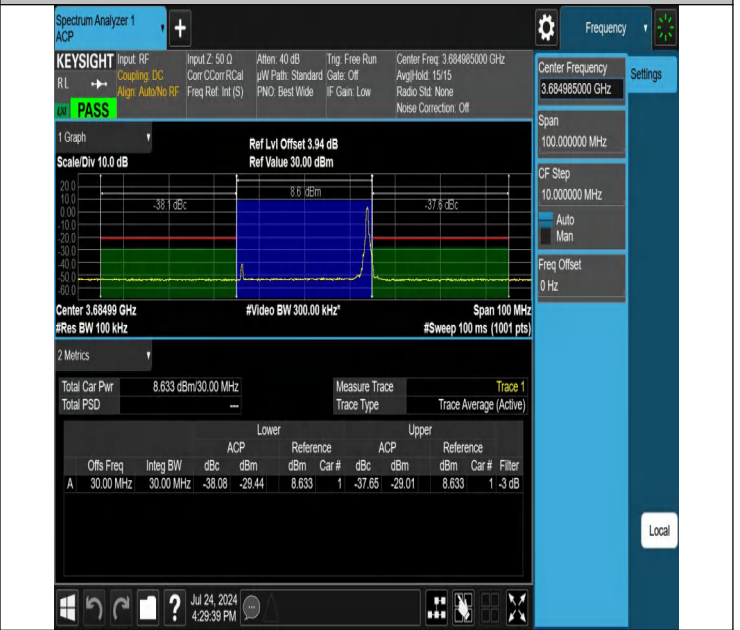 Spectrum Analyzer 1
ACP
+
Frequency
KEYSIGHT Input: RF Input Z: 50 Ω Atten: 40 dB Trig: Free Run Center Freq: 3.684985000 GHz
RL Coupling: DC Corr CCorr RCal µW Path: Standard Gate: Off Avg|Hold: 15/15
Align: Auto/No RF Freq Ref: Int (S) PNO: Best Wide IF Gain: Low Radio Std: None
PASS Noise Correction: Off
Center Frequency
3.684985000 GHz
Settings
Span
100.000000 MHz
CF Step
10.000000 MHz
Auto
Man
Freq Offset
0 Hz
Local
1 Graph
Ref Lvl Offset 3.94 dB
Scale/Div 10.0 dB Ref Value 30.00 dBm
20.0
10.0
0.00
-10.0
-20.0
-30.0
-40.0
-50.0
-60.0
-38.1 dBc
8.6 dBm
-37.6 dBc
Center 3.68499 GHz #Video BW 300.00 kHz* Span 100 MHz
#Res BW 100 kHz #Sweep 100 ms (1001 pts)
2 Metrics
Total Car Pwr 8.633 dBm/30.00 MHz Measure Trace Trace 1
Total PSD --- Trace Type Trace Average (Active)
Lower Upper
ACP Reference ACP Reference
Offs Freq Integ BW dBc dBm dBm Car # dBc dBm dBm Car # Filter
A 30.00 MHz 30.00 MHz -38.08 -29.44 8.633 1 -37.65 -29.01 8.633 1 -3 dB
? Jul 24, 2024
4:29:39 PM